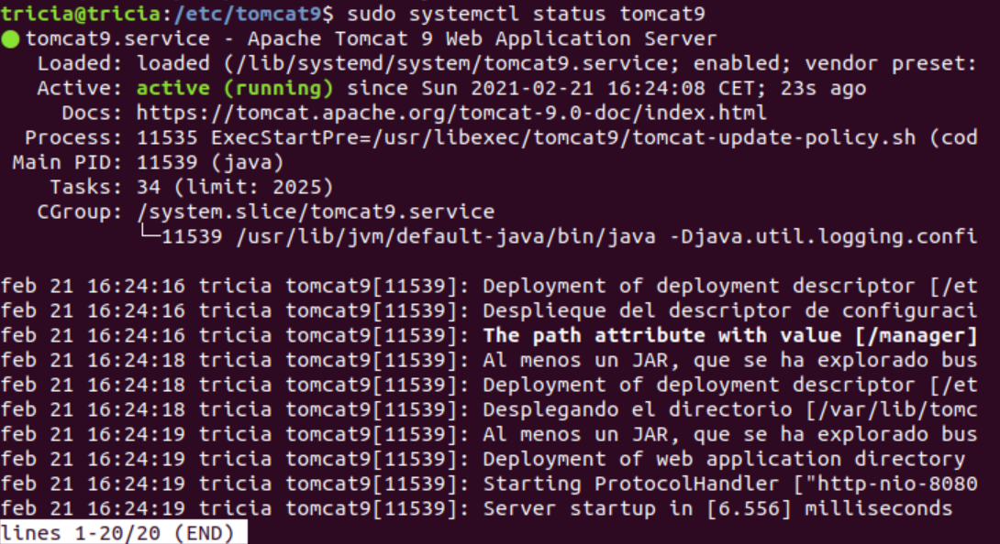 tricia@tricia:/etc/tomcat9$ sudo systemctl status tomcat9
● tomcat9.service - Apache Tomcat 9 Web Application Server
   Loaded: loaded (/lib/systemd/system/tomcat9.service; enabled; vendor preset:
   Active: active (running) since Sun 2021-02-21 16:24:08 CET; 23s ago
     Docs: https://tomcat.apache.org/tomcat-9.0-doc/index.html
  Process: 11535 ExecStartPre=/usr/libexec/tomcat9/tomcat-update-policy.sh (cod
 Main PID: 11539 (java)
    Tasks: 34 (limit: 2025)
   CGroup: /system.slice/tomcat9.service
           └─11539 /usr/lib/jvm/default-java/bin/java -Djava.util.logging.confi
feb 21 16:24:16 tricia tomcat9[11539]: Deployment of deployment descriptor [/et
feb 21 16:24:16 tricia tomcat9[11539]: Desplieque del descriptor de configuraci
feb 21 16:24:16 tricia tomcat9[11539]: The path attribute with value [/manager]
feb 21 16:24:18 tricia tomcat9[11539]: Al menos un JAR, que se ha explorado bus
feb 21 16:24:18 tricia tomcat9[11539]: Deployment of deployment descriptor [/et
feb 21 16:24:18 tricia tomcat9[11539]: Desplegando el directorio [/var/lib/tomc
feb 21 16:24:19 tricia tomcat9[11539]: Al menos un JAR, que se ha explorado bus
feb 21 16:24:19 tricia tomcat9[11539]: Deployment of web application directory
feb 21 16:24:19 tricia tomcat9[11539]: Starting ProtocolHandler ["http-nio-8080
feb 21 16:24:19 tricia tomcat9[11539]: Server startup in [6.556] milliseconds
lines 1-20/20 (END)